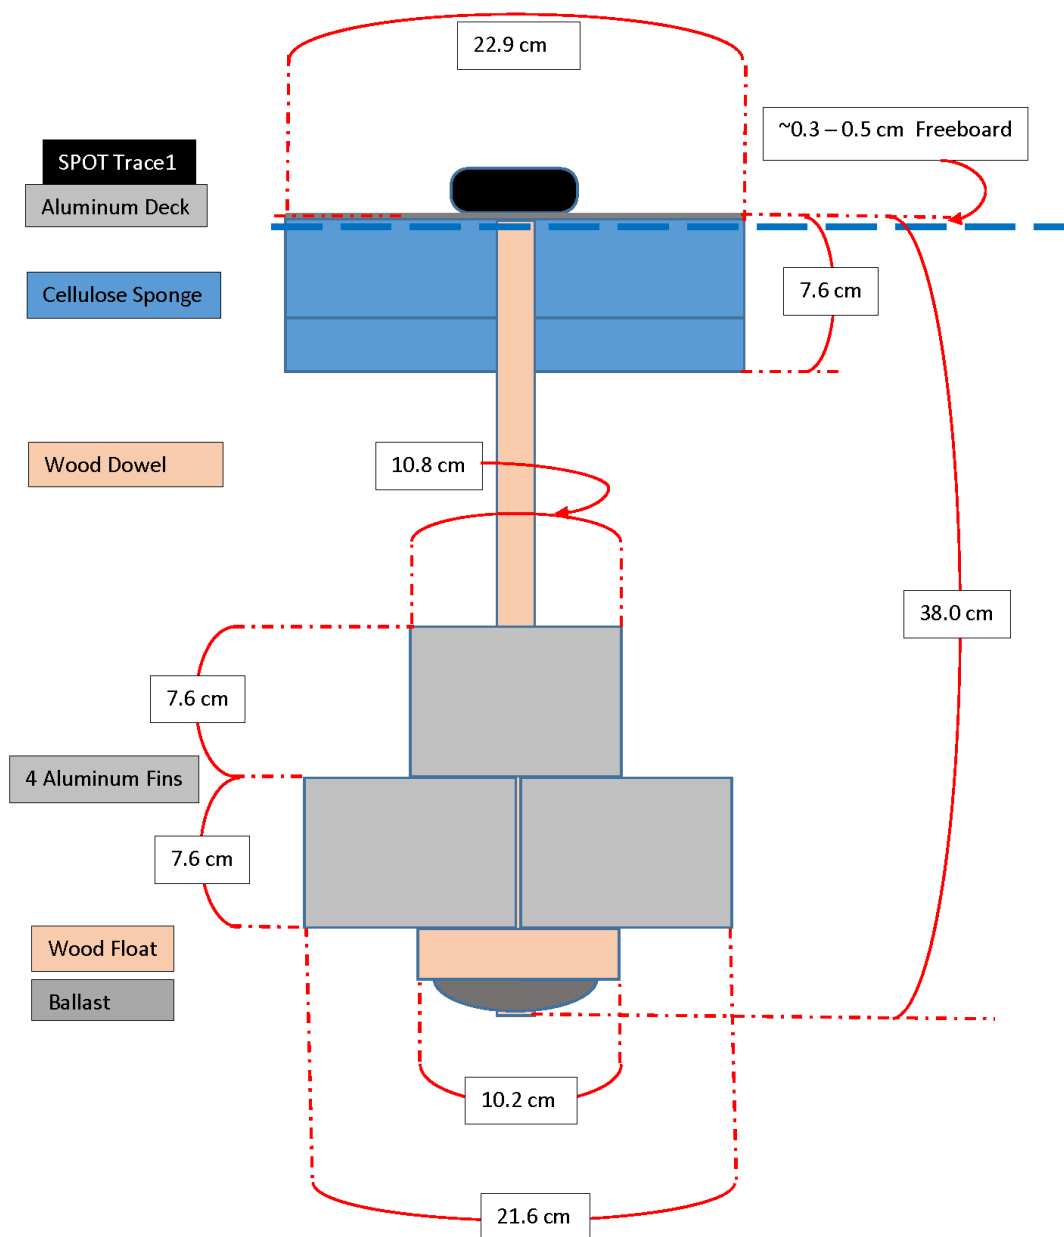 22.9 cm
~0.3 – 0.5 cm Freeboard
SPOT Trace1
Aluminum Deck
Cellulose Sponge
7.6 cm
Wood Dowel
10.8 cm
38.0 cm
7.6 cm
4 Aluminum Fins
7.6 cm
Wood Float
Ballast
10.2 cm
21.6 cm